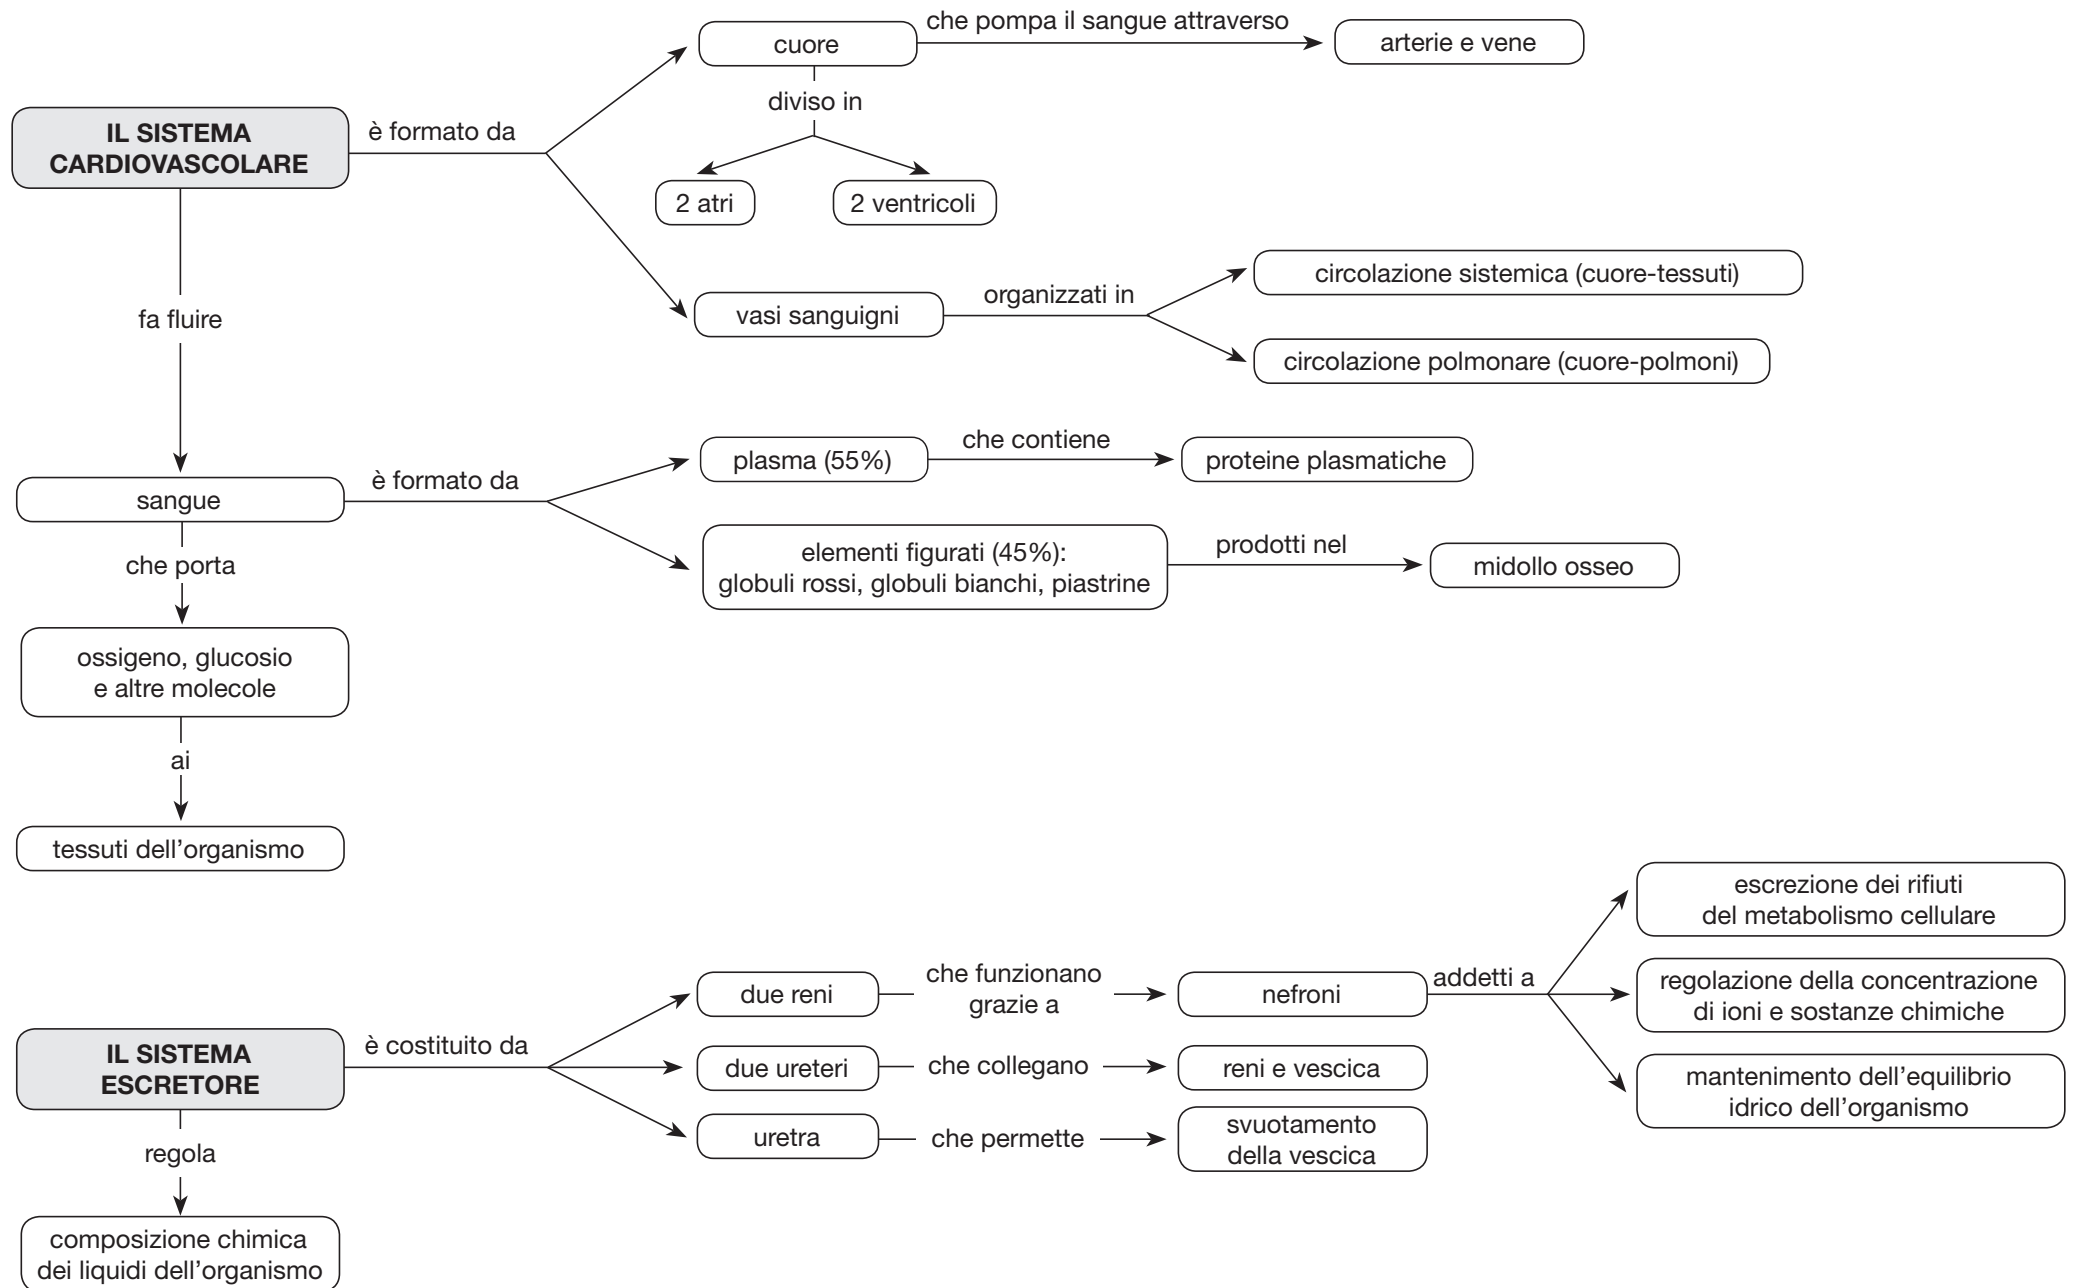 IL SISTEMA
CARDIOVASCOLARE
è formato da
cuore
che pompa il sangue attraverso
arterie e vene
diviso in
2 atri
2 ventricoli
vasi sanguigni
organizzati in
circolazione sistemica (cuore-tessuti)
circolazione polmonare (cuore-polmoni)
fa fluire
sangue
è formato da
plasma (55%)
che contiene
proteine plasmatiche
elementi figurati (45%):
globuli rossi, globuli bianchi, piastrine
prodotti nel
midollo osseo
che porta
ossigeno, glucosio
e altre molecole
ai
tessuti dell'organismo
IL SISTEMA
ESCRETORE
è costituito da
due reni
che funzionano
grazie a
nefroni
addetti a
escrezione dei rifiuti
del metabolismo cellulare
regolazione della concentrazione
di ioni e sostanze chimiche
mantenimento dell'equilibrio
idrico dell'organismo
due ureteri
che collegano
reni e vescica
uretra
che permette
svuotamento
della vescica
regola
composizione chimica
dei liquidi dell'organismo